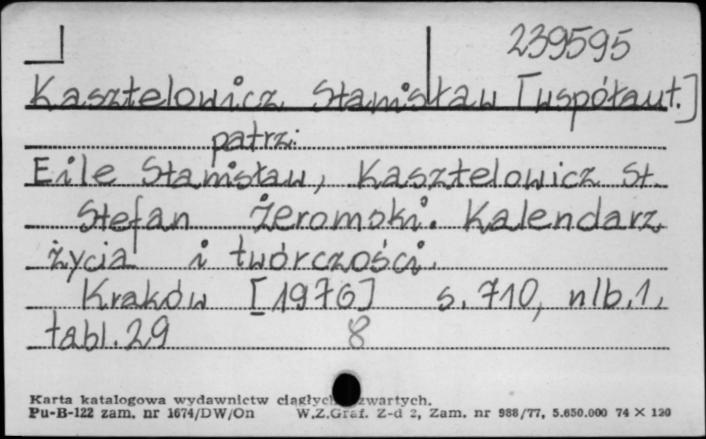 239595
Kasztelowicz Stanisław [współaut.]
patrz:
Eile Stanisław, Kasztelowicz St.
Stefan Żeromski. Kalendarz
życia i twórczości.
Kraków [1976] s. 710, nlb.1,
tabl. 29 8
Karta katalogowa wydawnictw ciągłych zwartych.
Pu-B-122 zam. nr 1674/DW/On W.Z.Graf. Z-d 2, Zam. nr 988/77, 5.650.000 74 × 120